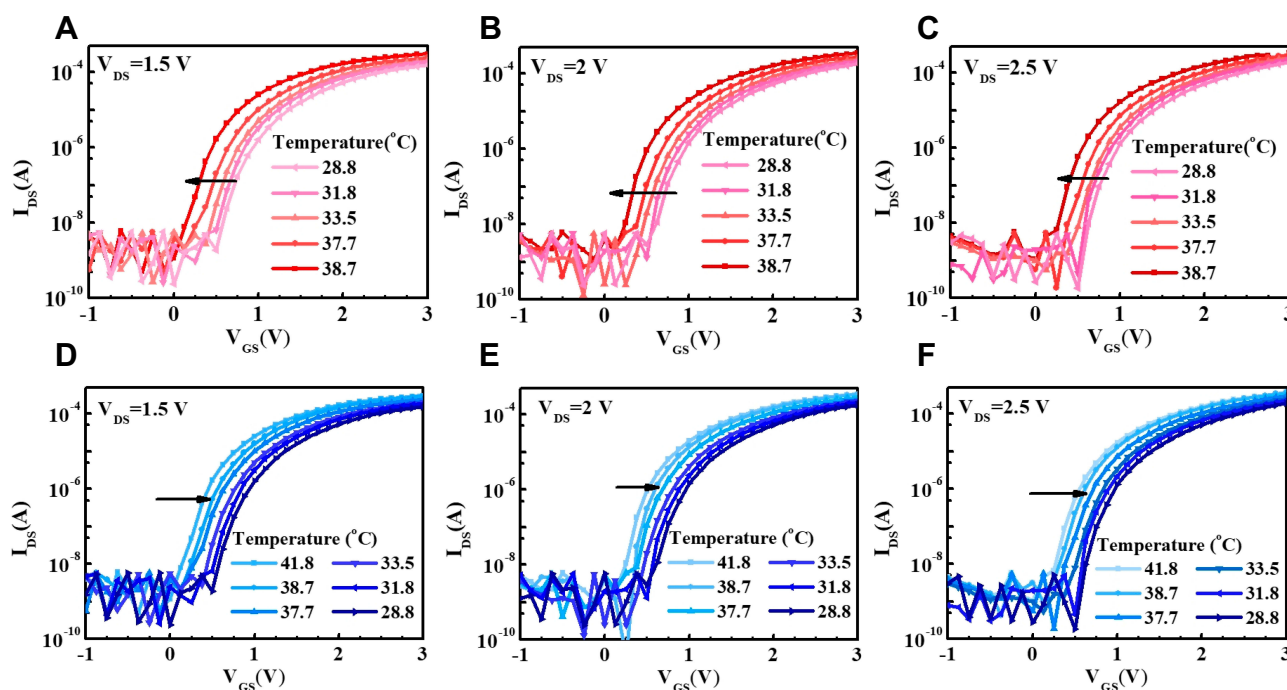 A
V_DS=1.5 V
Temperature(°C)
28.8
31.8
33.5
37.7
38.7
I_DS(A)
10^-4
10^-6
10^-8
10^-10
-1 0 1 2 3
V_GS(V)
B
V_DS=2 V
Temperature(°C)
28.8
31.8
33.5
37.7
38.7
I_DS(A)
10^-4
10^-6
10^-8
10^-10
-1 0 1 2 3
V_GS(V)
C
V_DS=2.5 V
Temperature(°C)
28.8
31.8
33.5
37.7
38.7
I_DS(A)
10^-4
10^-6
10^-8
10^-10
-1 0 1 2 3
V_GS(V)
D
V_DS=1.5 V
Temperature (°C)
41.8 33.5
38.7 31.8
37.7 28.8
I_DS(A)
10^-4
10^-6
10^-8
10^-10
-1 0 1 2 3
V_GS(V)
E
V_DS=2 V
Temperature (°C)
41.8 33.5
38.7 31.8
37.7 28.8
I_DS(A)
10^-4
10^-6
10^-8
10^-10
-1 0 1 2 3
V_GS(V)
F
V_DS=2.5 V
Temperature (°C)
41.8 33.5
38.7 31.8
37.7 28.8
I_DS(A)
10^-4
10^-6
10^-8
10^-10
-1 0 1 2 3
V_GS(V)